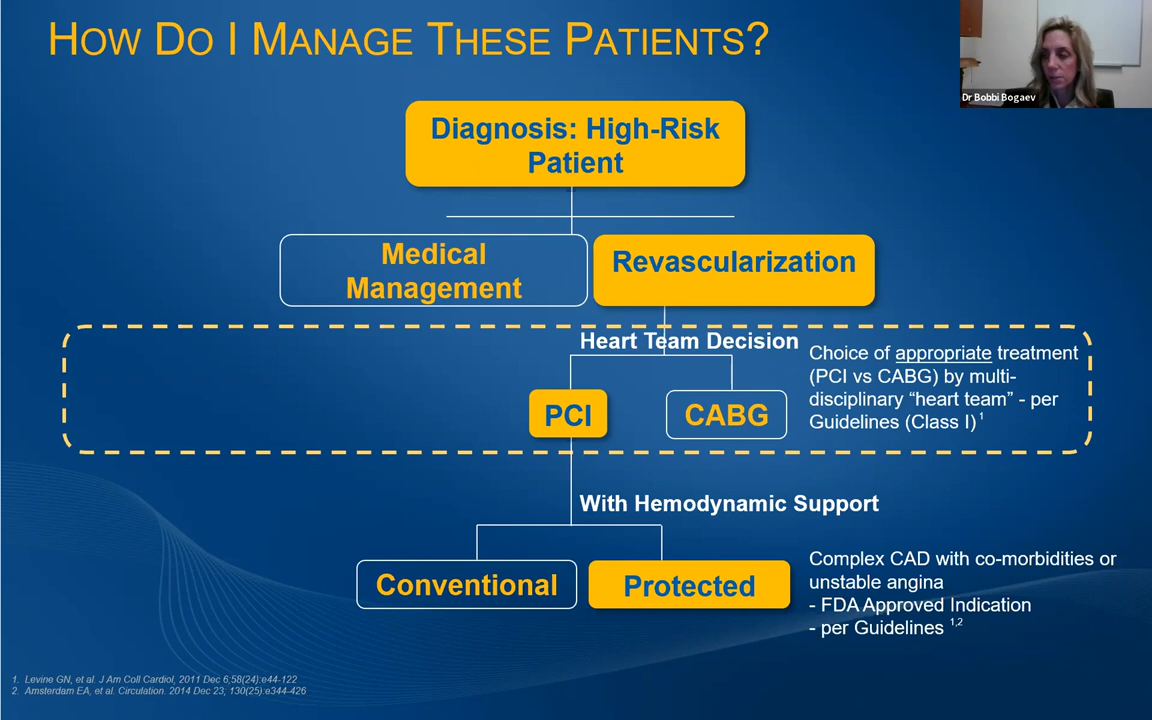 HOW DO I MANAGE THESE PATIENTS?
Dr Bobbi Bogaev
Diagnosis: High-Risk
Patient
Medical
Management
Revascularization
Heart Team Decision
PCI
CABG
Choice of appropriate treatment
(PCI vs CABG) by multi-
disciplinary “heart team” - per
Guidelines (Class I) 1
With Hemodynamic Support
Conventional
Protected
Complex CAD with co-morbidities or
unstable angina
- FDA Approved Indication
- per Guidelines 1,2
1. Levine GN, et al. J Am Coll Cardiol, 2011 Dec 6;58(24):e44-122
2. Amsterdam EA, et al. Circulation. 2014 Dec 23; 130(25):e344-426